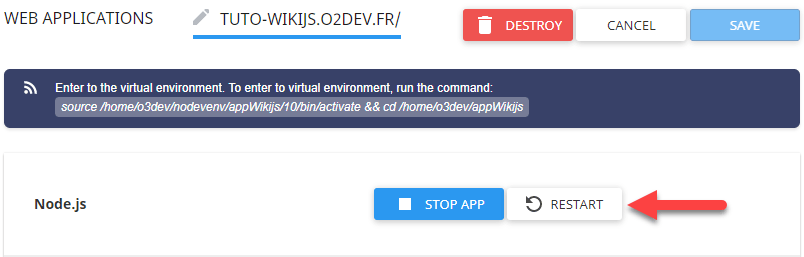 WEB APPLICATIONS TUTO-WIKIJS.O2DEV.FR/ DESTROY CANCEL SAVE
Enter to the virtual environment. To enter to virtual environment, run the command:
source /home/o3dev/nodevenv/appWikijs/10/bin/activate && cd /home/o3dev/appWikijs
Node.js STOP APP RESTART